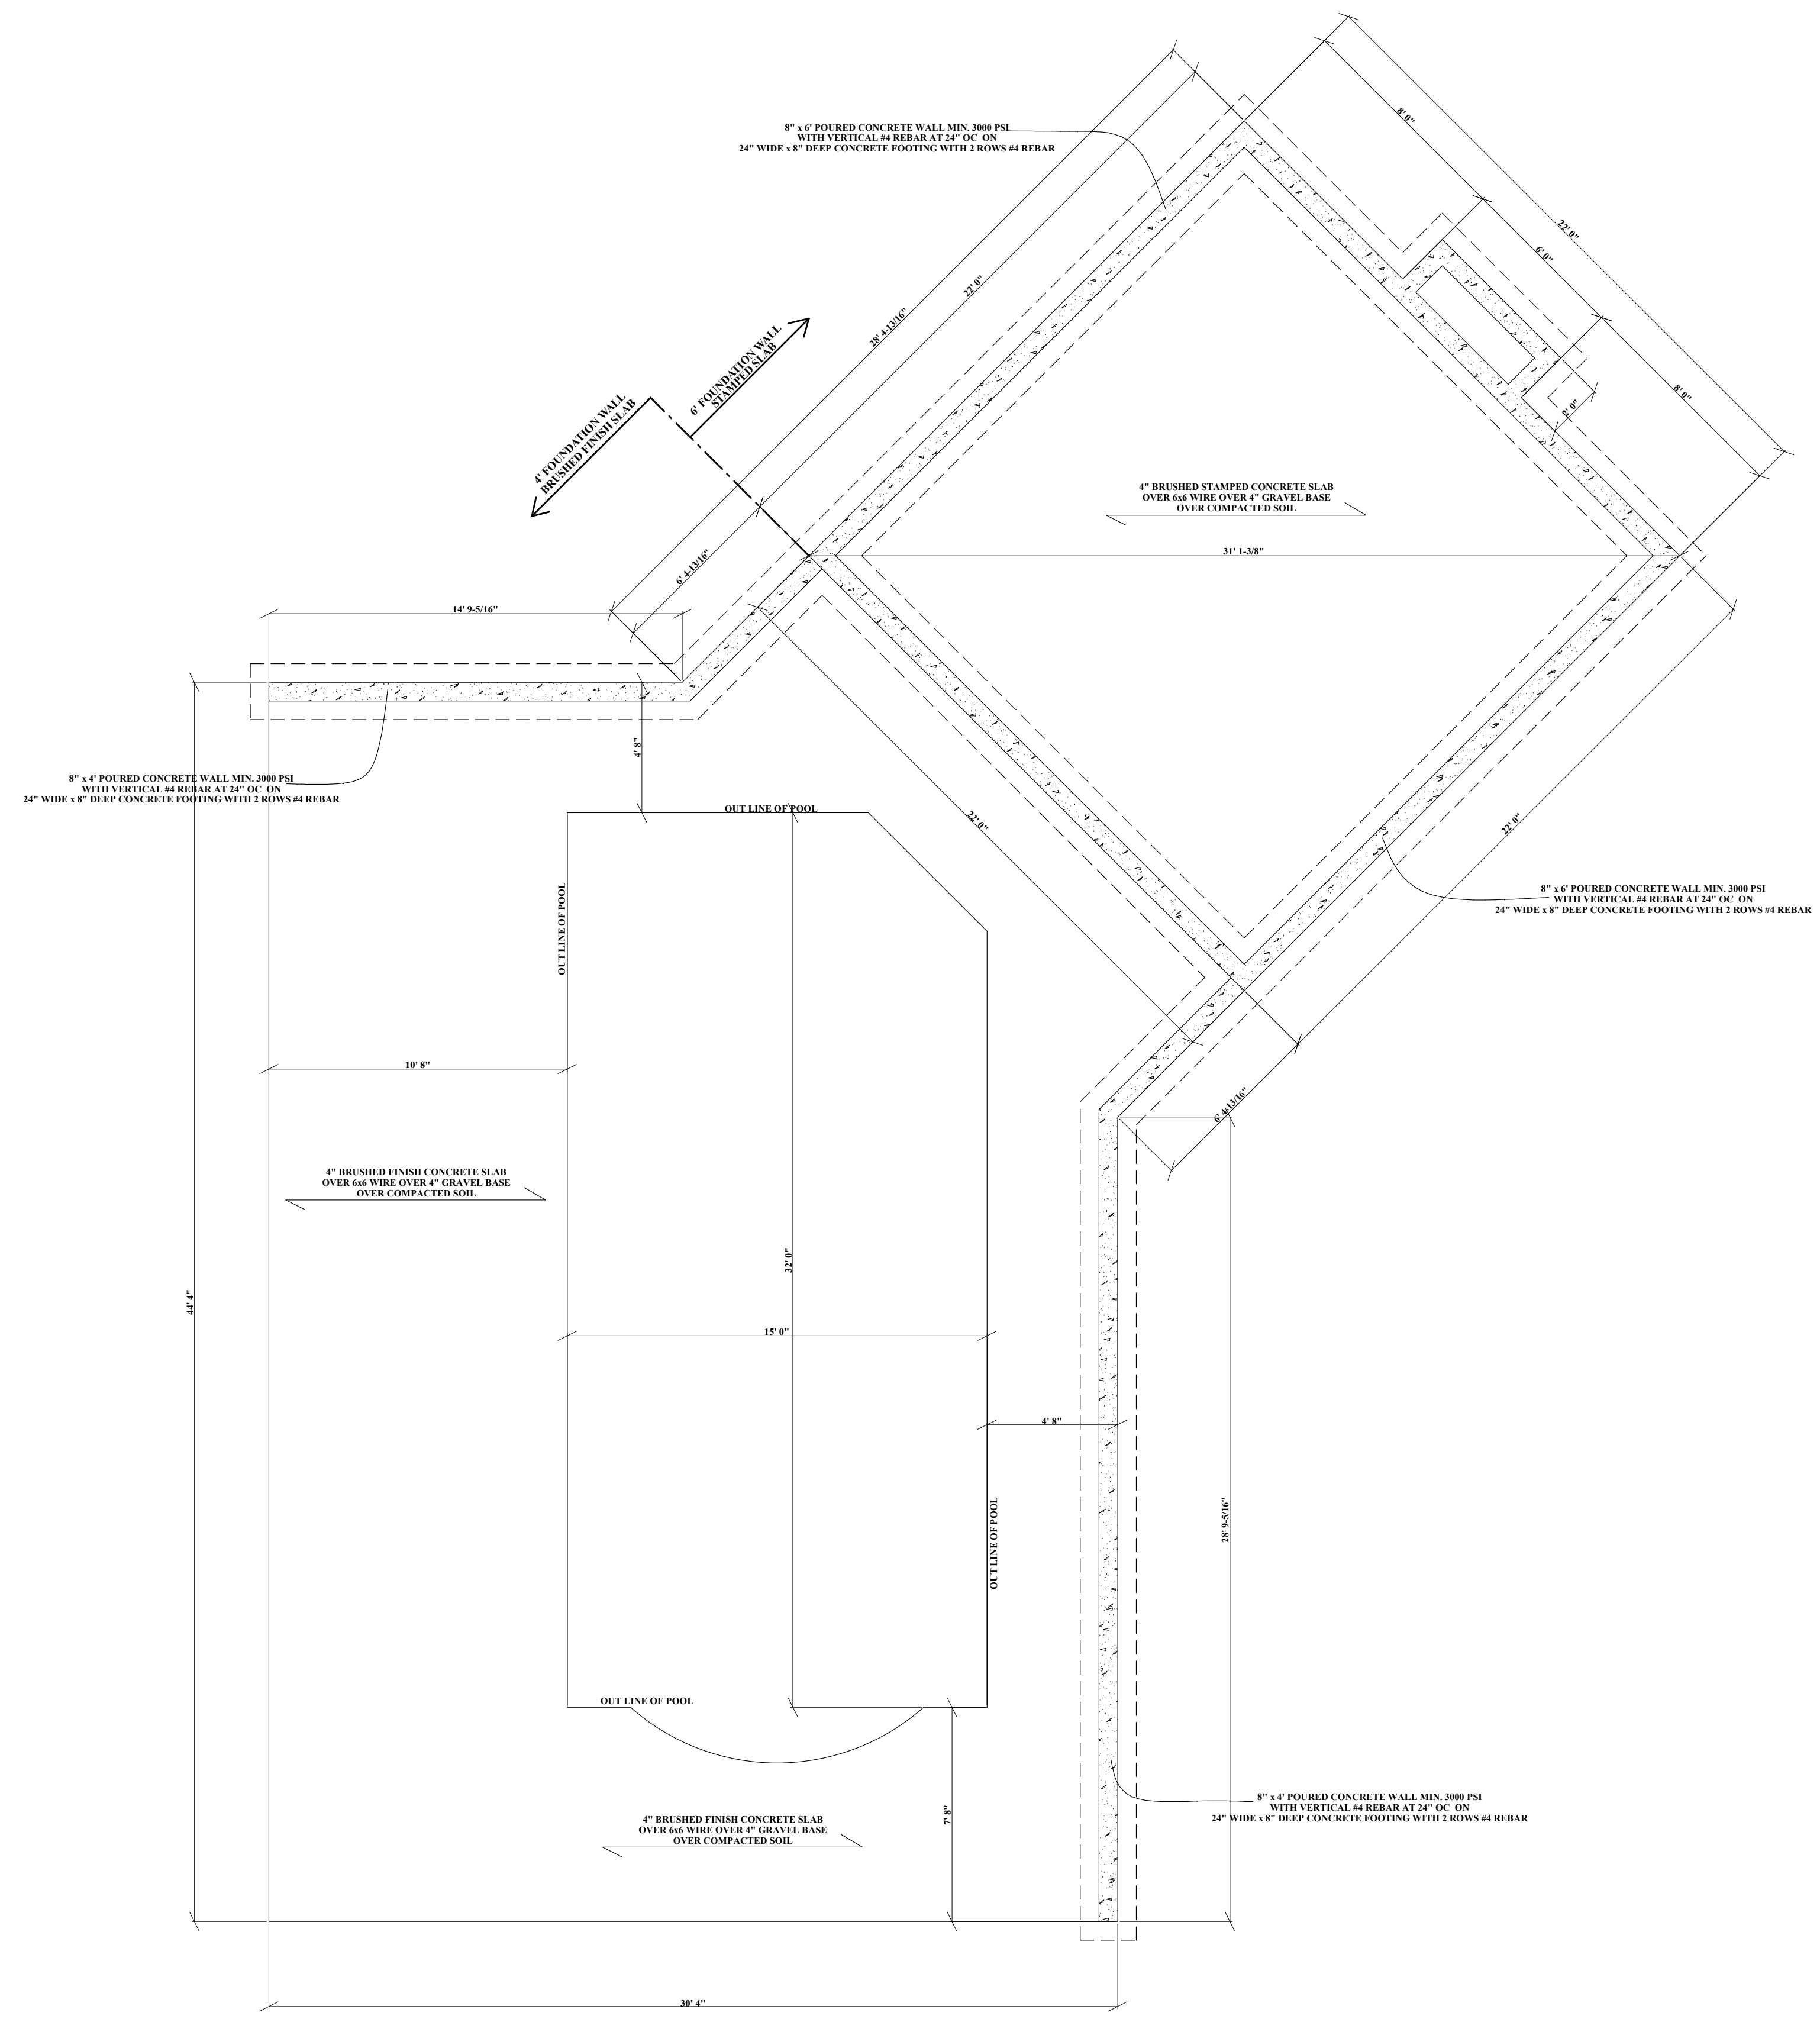 8' 0"
8" x 6' POURED CONCRETE WALL MIN. 3000 PSI
WITH VERTICAL #4 REBAR AT 24" OC ON
24" WIDE x 8" DEEP CONCRETE FOOTING WITH 2 ROWS #4 REBAR
22' 0"
6' 0"
22' 0"
28' 4-13/16"
6' FOUNDATION WALL
STAMPED SLAB
4' FOUNDATION WALL
BRUSHED FINISH SLAB
8' 0"
2' 0"
4" BRUSHED STAMPED CONCRETE SLAB
OVER 6x6 WIRE OVER 4" GRAVEL BASE
OVER COMPACTED SOIL
31' 1-3/8"
6' 4-13/16"
14' 9-5/16"
4' 8"
8" x 4' POURED CONCRETE WALL MIN. 3000 PSI
WITH VERTICAL #4 REBAR AT 24" OC ON
24" WIDE x 8" DEEP CONCRETE FOOTING WITH 2 ROWS #4 REBAR
OUT LINE OF POOL
22' 0"
22' 0"
8" x 6' POURED CONCRETE WALL MIN. 3000 PSI
WITH VERTICAL #4 REBAR AT 24" OC ON
24" WIDE x 8" DEEP CONCRETE FOOTING WITH 2 ROWS #4 REBAR
OUT LINE OF POOL
10' 8"
6' 4-13/16"
4" BRUSHED FINISH CONCRETE SLAB
OVER 6x6 WIRE OVER 4" GRAVEL BASE
OVER COMPACTED SOIL
32' 0"
44' 4"
15' 0"
4' 8"
28' 9-5/16"
OUT LINE OF POOL
OUT LINE OF POOL
8" x 4' POURED CONCRETE WALL MIN. 3000 PSI
WITH VERTICAL #4 REBAR AT 24" OC ON
24" WIDE x 8" DEEP CONCRETE FOOTING WITH 2 ROWS #4 REBAR
7' 8"
4" BRUSHED FINISH CONCRETE SLAB
OVER 6x6 WIRE OVER 4" GRAVEL BASE
OVER COMPACTED SOIL
30' 4"